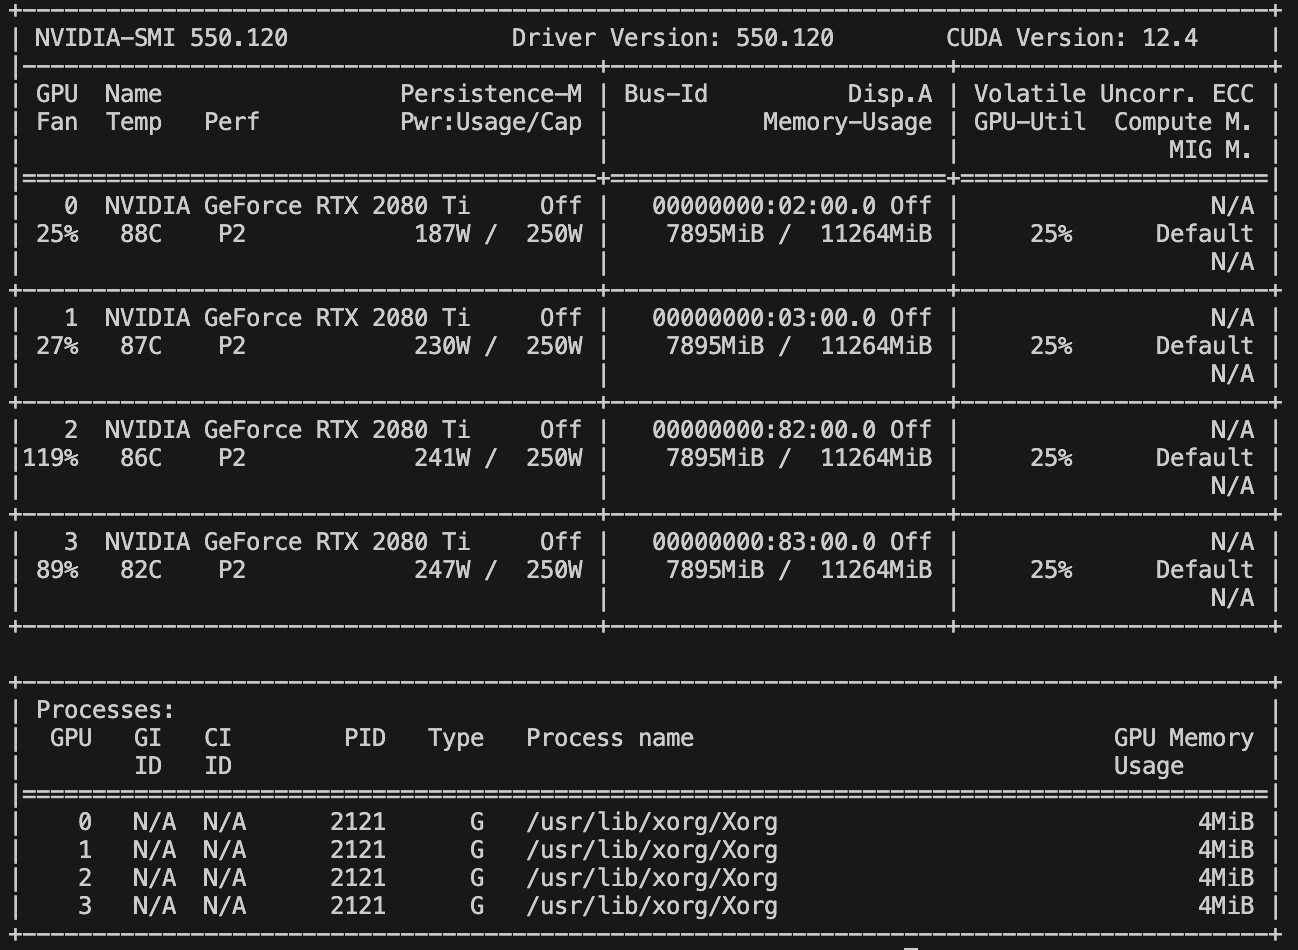 +-----------------------------------------------------------------------------------------+
| NVIDIA-SMI 550.120                Driver Version: 550.120        CUDA Version: 12.4     |
|-----------------------------------------+------------------------+----------------------+
| GPU  Name                 Persistence-M | Bus-Id          Disp.A | Volatile Uncorr. ECC |
| Fan  Temp   Perf          Pwr:Usage/Cap |           Memory-Usage | GPU-Util  Compute M. |
|                                         |                        |               MIG M. |
|=========================================+========================+======================|
|   0  NVIDIA GeForce RTX 2080 Ti     Off |   00000000:02:00.0 Off |                  N/A |
| 25%   88C    P2              187W /  250W |    7895MiB /  11264MiB |     25%      Default |
|                                         |                        |                  N/A |
+-----------------------------------------+------------------------+----------------------+
|   1  NVIDIA GeForce RTX 2080 Ti     Off |   00000000:03:00.0 Off |                  N/A |
| 27%   87C    P2              230W /  250W |    7895MiB /  11264MiB |     25%      Default |
|                                         |                        |                  N/A |
+-----------------------------------------+------------------------+----------------------+
|   2  NVIDIA GeForce RTX 2080 Ti     Off |   00000000:82:00.0 Off |                  N/A |
|119%   86C    P2              241W /  250W |    7895MiB /  11264MiB |     25%      Default |
|                                         |                        |                  N/A |
+-----------------------------------------+------------------------+----------------------+
|   3  NVIDIA GeForce RTX 2080 Ti     Off |   00000000:83:00.0 Off |                  N/A |
| 89%   82C    P2              247W /  250W |    7895MiB /  11264MiB |     25%      Default |
|                                         |                        |                  N/A |
+-----------------------------------------+------------------------+----------------------+

+-----------------------------------------------------------------------------------------+
| Processes:                                                                              |
|  GPU   GI   CI        PID   Type   Process name                              GPU Memory |
|        ID   ID                                                               Usage      |
|=========================================================================================|
|    0   N/A  N/A      2121      G   /usr/lib/xorg/Xorg                              4MiB |
|    1   N/A  N/A      2121      G   /usr/lib/xorg/Xorg                              4MiB |
|    2   N/A  N/A      2121      G   /usr/lib/xorg/Xorg                              4MiB |
|    3   N/A  N/A      2121      G   /usr/lib/xorg/Xorg                              4MiB |
+-----------------------------------------------------------------------------------------+